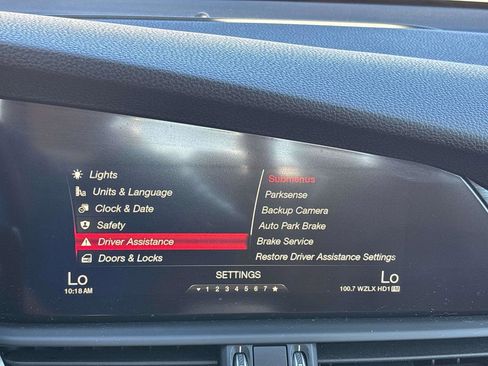 Lights
Units & Language
Clock & Date
Safety
Driver Assistance
Doors & Locks
Submenus
Parksense
Backup Camera
Auto Park Brake
Brake Service
Restore Driver Assistance Settings
Lo
10:18 AM
SETTINGS
1 2 3 4 5 6 7
Lo
100.7 WZLX HD1 FM